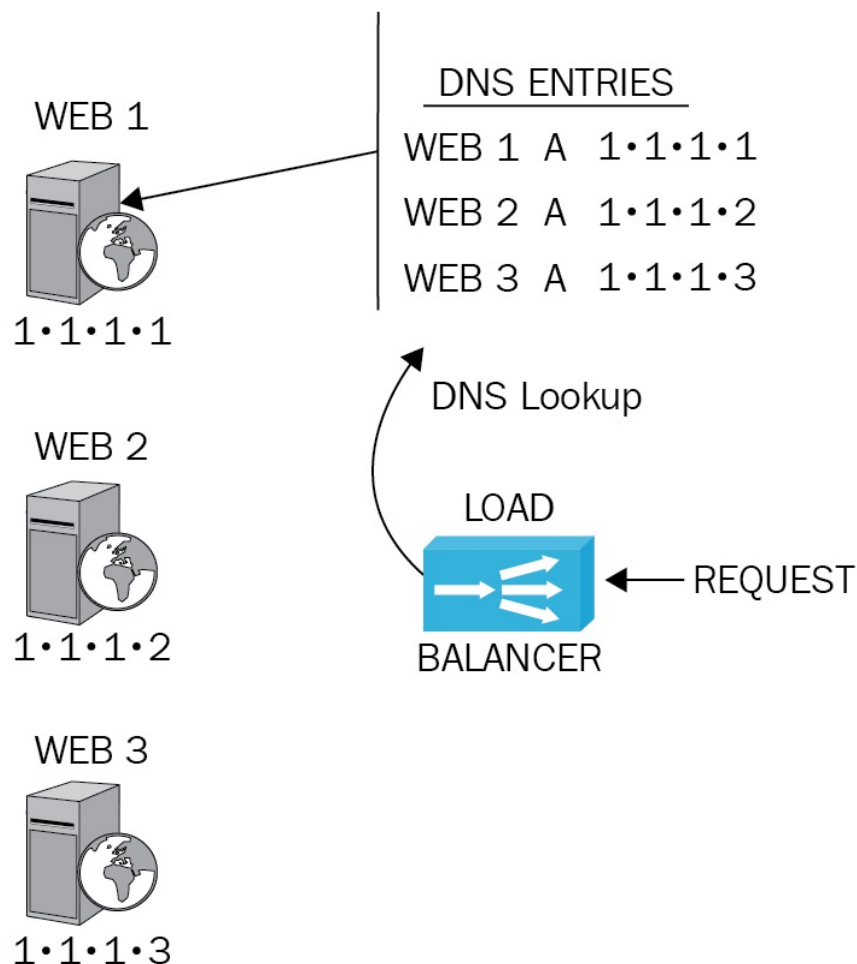 DNS ENTRIES
WEB 1 A 1•1•1•1
WEB 2 A 1•1•1•2
WEB 3 A 1•1•1•3
WEB 1
1•1•1•1
DNS Lookup
WEB 2
1•1•1•2
LOAD
BALANCER
REQUEST
WEB 3
1•1•1•3